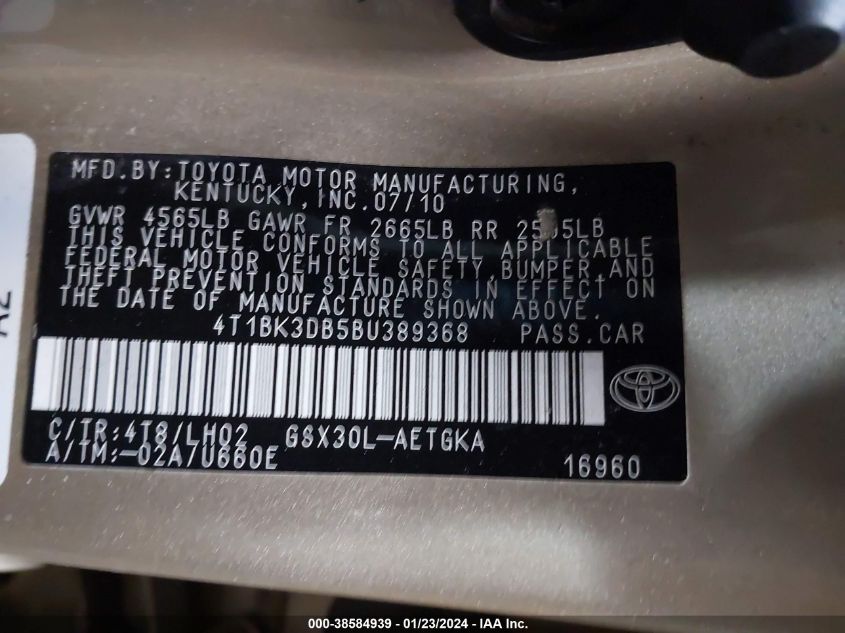 MFD.BY:TOYOTA MOTOR MANUFACTURING,
KENTUCKY,INC.07/10
GVWR 4565LB GAWR FR 2665LB RR
THIS VEHICLE CONFORMS TO ALL APPLICABLE
FEDERAL MOTOR VEHICLE SAFETY,BUMPER,AND
THEFT PREVENTION STANDARDS IN EFFECT ON
THE DATE OF MANUFACTURE SHOWN ABOVE.
4T1BK3DB5BU389368 PASS.CAR
C/TR:4T8/LH02 GSX30L-AETGKA
A/TM:-02A/U660E 16960
A2
000-38584939 - 01/23/2024 - IAA Inc.